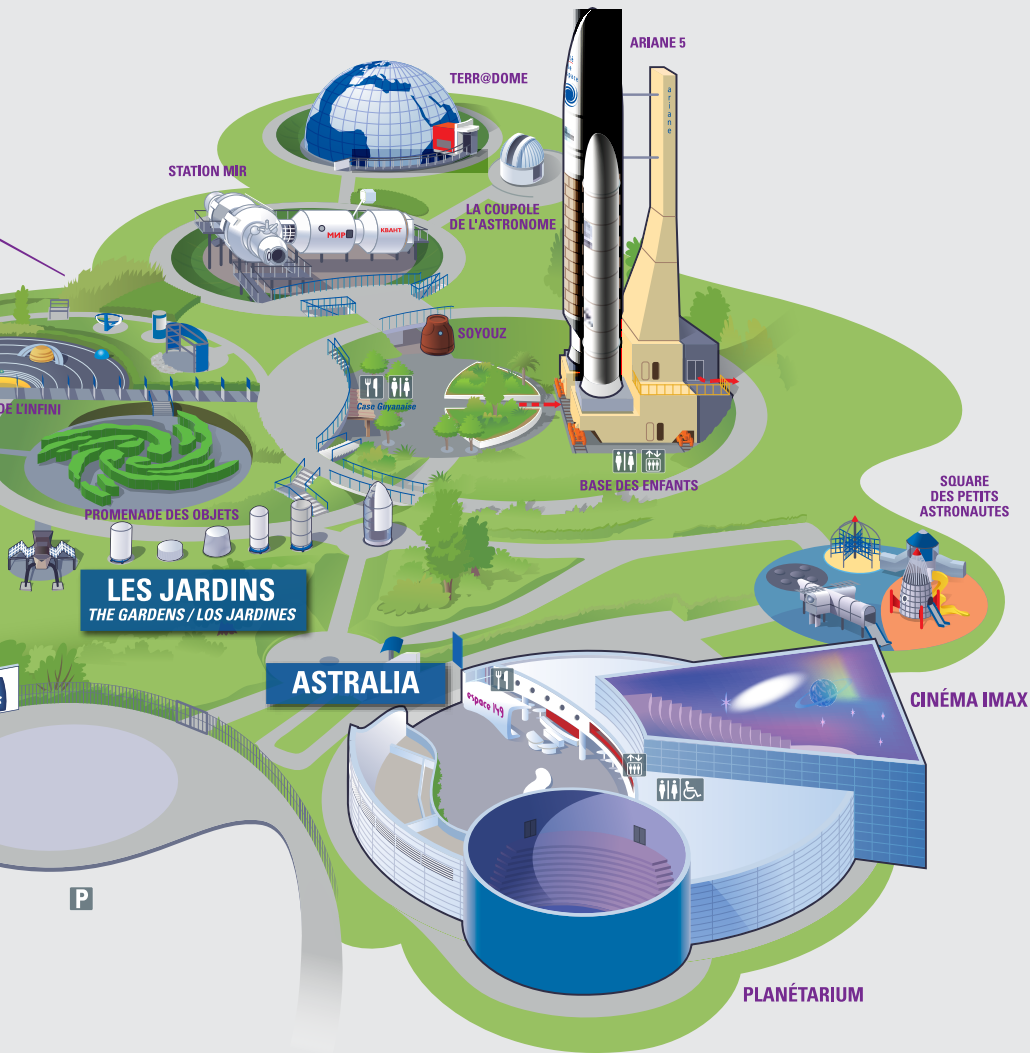 ARIANE 5
TERR@DOME
ariane
STATION MIR
LA COUPOLE
DE L'ASTRONOME
МИР
КВАНТ
SOYOUZ
Case Guyanaise
DE L'INFINI
BASE DES ENFANTS
SQUARE
DES PETITS
ASTRONAUTES
PROMENADE DES OBJETS
LES JARDINS
THE GARDENS / LOS JARDINES
ASTRALIA
espace 149
CINÉMA IMAX
P
PLANÉTARIUM